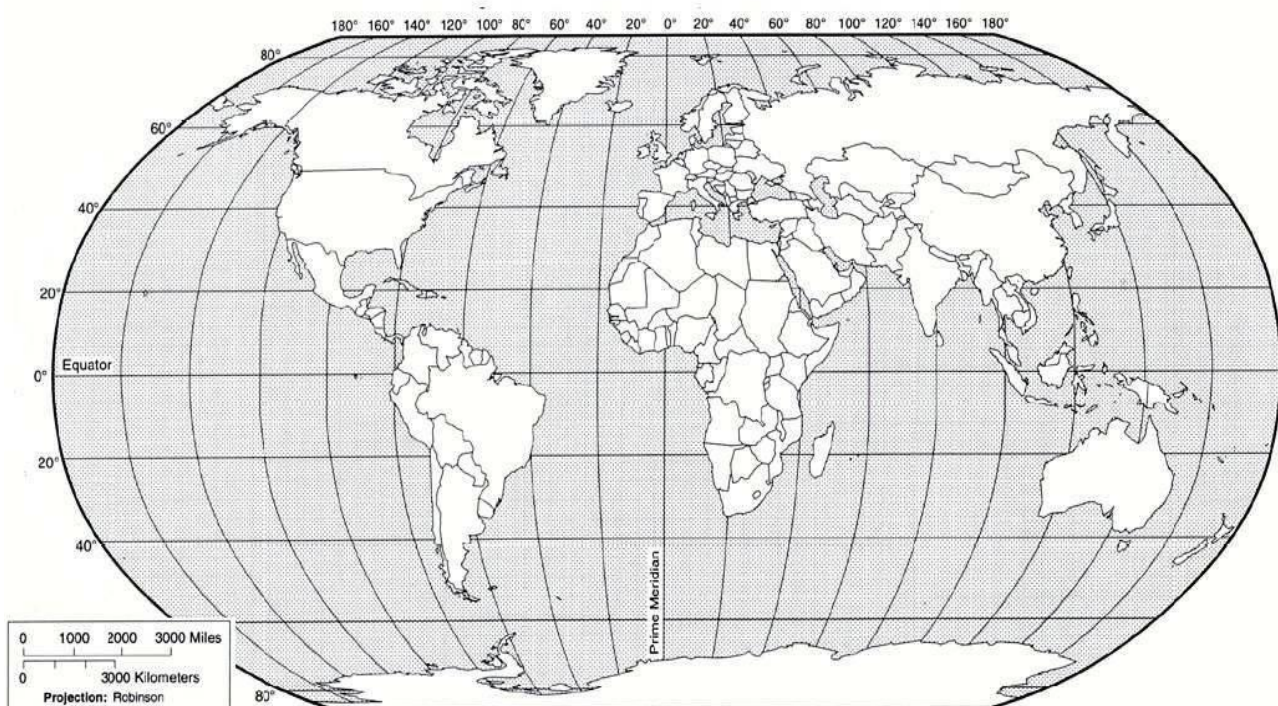 180° 160° 140° 120° 100° 80° 60° 40° 20° 0° 20° 40° 60° 80° 100° 120° 140° 160° 180°
80°
60°
40°
20°
Equator
0°
20°
40°
Prime Meridian
80°
0 1000 2000 3000 Miles
0 3000 Kilometers
Projection: Robinson